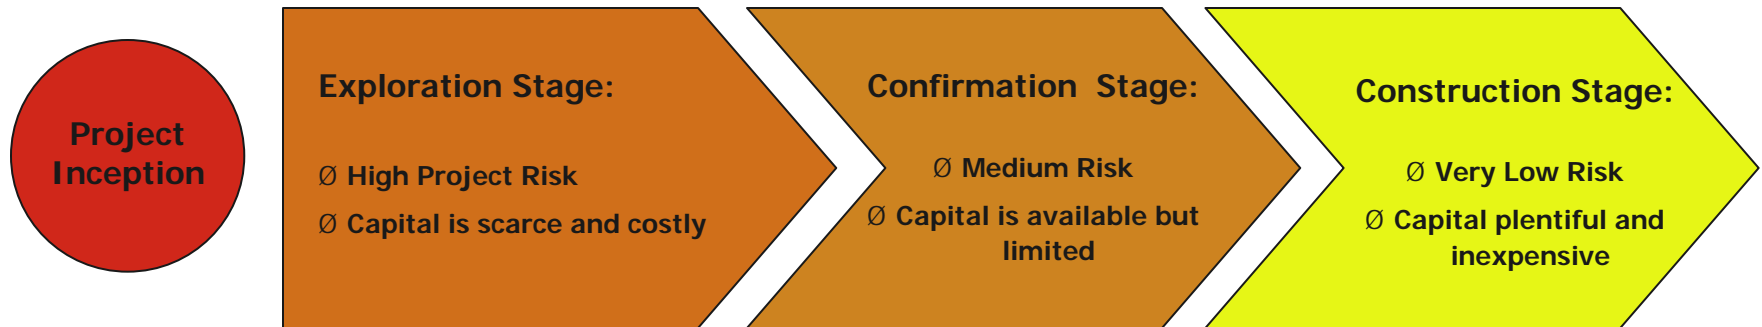 Project
Inception
Exploration Stage:
Ø High Project Risk
Ø Capital is scarce and costly
Confirmation  Stage:
Ø Medium Risk
Ø Capital is available but
limited
Construction Stage:
Ø Very Low Risk
Ø Capital plentiful and
inexpensive